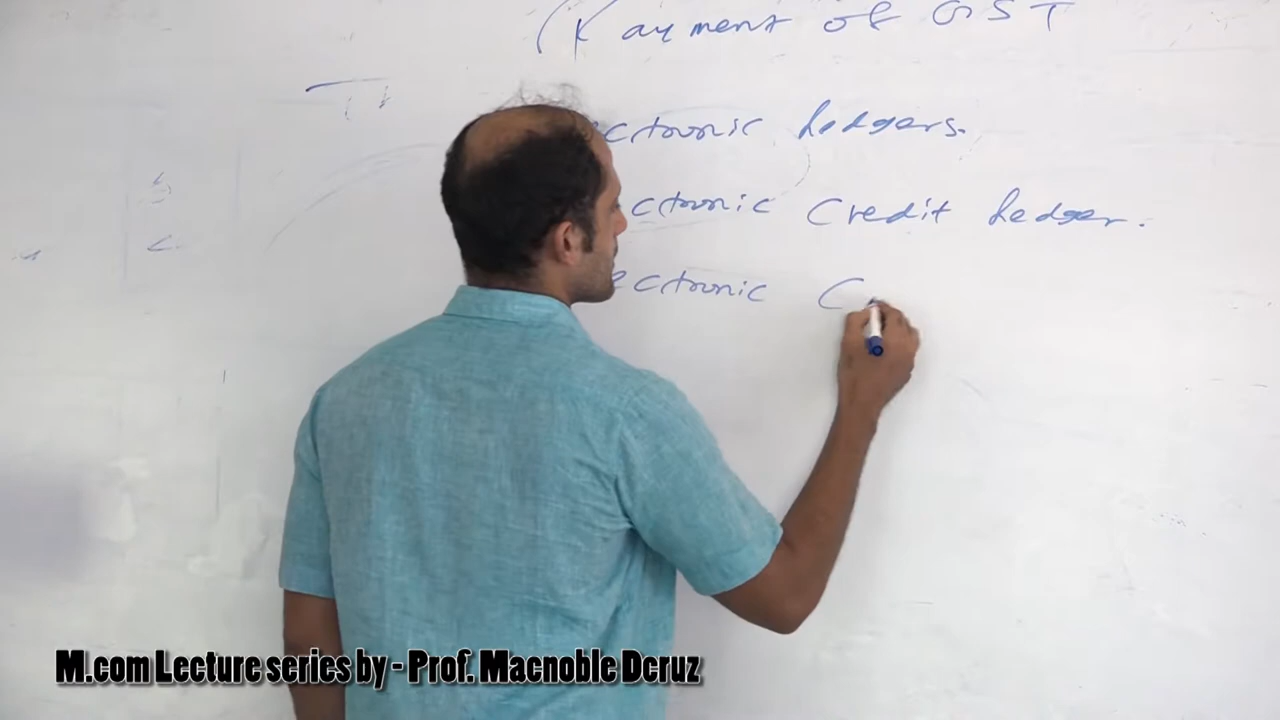 (Payment of GST
ectronic Ledgers.
ectronic Credit Ledger.
ectronic C
M.com Lecture series by - Prof. Macnoble Dcruz